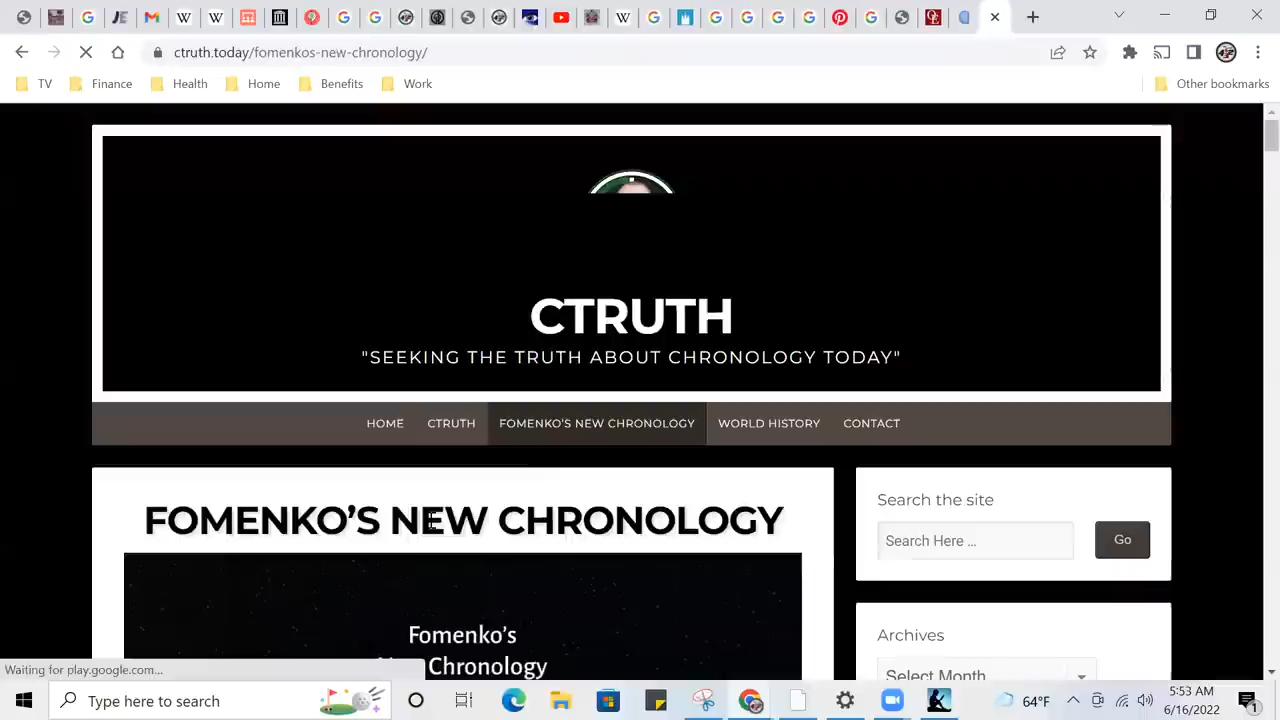 ctruth.today/fomenkos-new-chronology/
TV Finance Health Home Benefits Work Other bookmarks
CTRUTH
"SEEKING THE TRUTH ABOUT CHRONOLOGY TODAY"
HOME CTRUTH FOMENKO'S NEW CHRONOLOGY WORLD HISTORY CONTACT
FOMENKO'S NEW CHRONOLOGY
Fomenko's
Chronology
Search the site
Search Here ... Go
Archives
Select Month
Waiting for play.google.com...
Type here to search
64°F
5:53 AM
6/16/2022
1